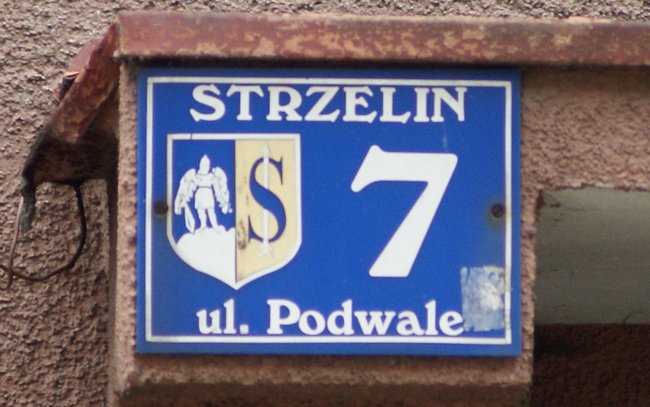 STRZELIN
S
7
ul. Podwale